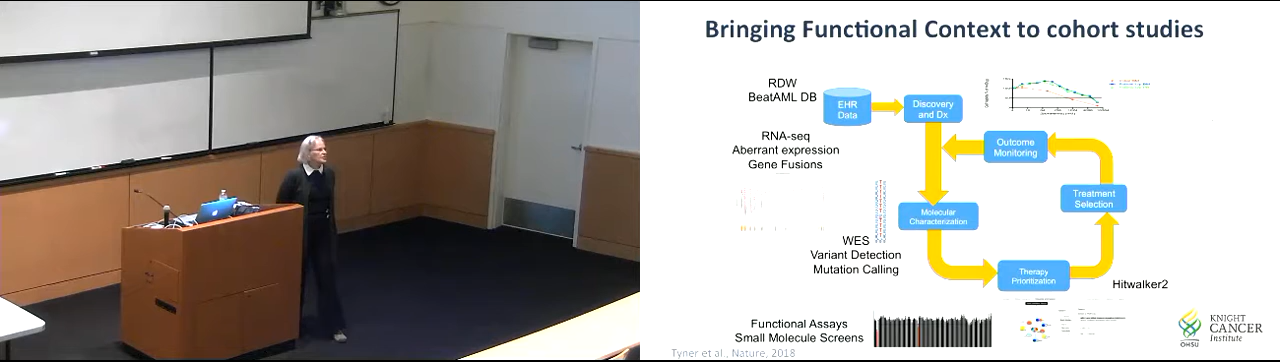 Bringing Functional Context to cohort studies
RDW
BeatAML DB
EHR
Data
Discovery
and Dx
RNA-seq
Aberrant expression
Gene Fusions
Outcome
Monitoring
Treatment
Selection
Molecular
Characterization
WES
Variant Detection
Mutation Calling
Therapy
Prioritization
Hitwalker2
Functional Assays
Small Molecule Screens
Tyner et al., Nature, 2018
OHSU
KNIGHT
CANCER
Institute